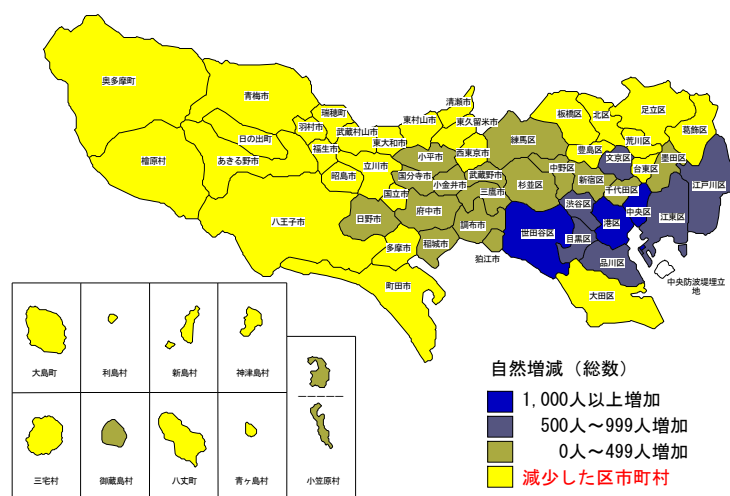 奥多摩町
青梅市
瑞穂町
羽村市
武蔵村山市
東村山市
清瀬市
東久留米市
東大和市
日の出町
福生市
檜原村
あきる野市
昭島市
立川市
小平市
西東京市
国分寺市
小金井市
武蔵野市
国立市
三鷹市
八王子市
日野市
府中市
調布市
多摩市
稲城市
狛江市
町田市
練馬区
板橋区
北区
足立区
葛飾区
荒川区
豊島区
文京区
台東区
墨田区
江戸川区
中野区
新宿区
千代田区
杉並区
渋谷区
中央区
江東区
港区
世田谷区
目黒区
品川区
大田区
中央防波堤埋立
地
大島町
利島村
新島村
神津島村
三宅村
御蔵島村
八丈町
青ヶ島村
小笠原村
自然増減（総数）
1,000人以上増加
500人～999人増加
0人～499人増加
減少した区市町村